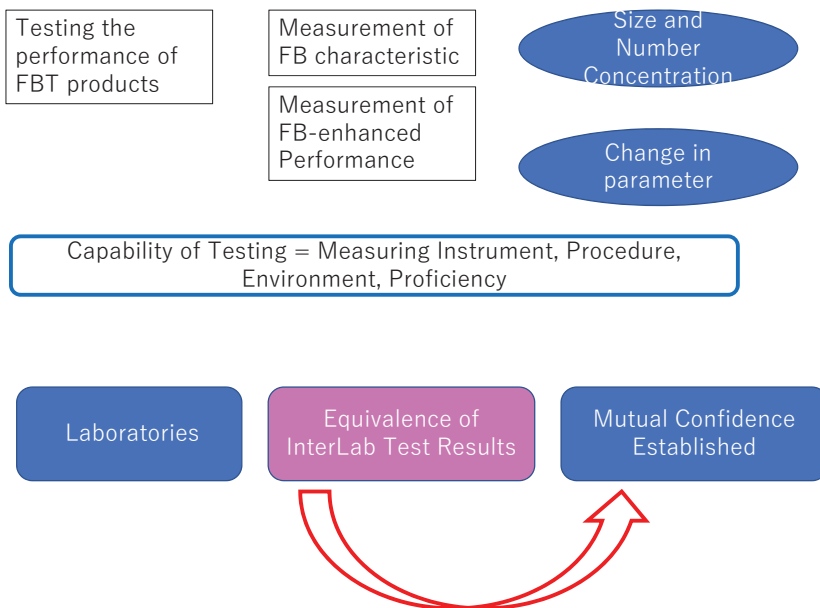 Testing the
performance of
FBT products
Measurement of
FB characteristic
Size and
Number
Concentration
Measurement of
FB-enhanced
Performance
Change in
parameter
Capability of Testing = Measuring Instrument, Procedure,
Environment, Proficiency
Laboratories
Equivalence of
InterLab Test Results
Mutual Confidence
Established